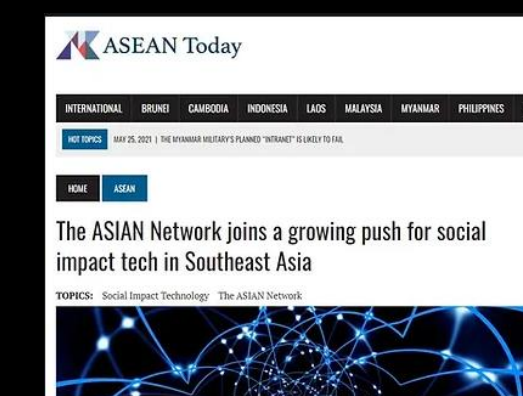 ASEAN Today
INTERNATIONAL BRUNEI CAMBODIA INDONESIA LAOS MALAYSIA MYANMAR PHILIPPINES
HOT TOPICS MAY 25, 2021 | THE MYANMAR MILITARY'S PLANNED "INTRANET" IS LIKELY TO FAIL
HOME ASEAN
The ASIAN Network joins a growing push for social
impact tech in Southeast Asia
TOPICS: Social Impact Technology The ASIAN Network